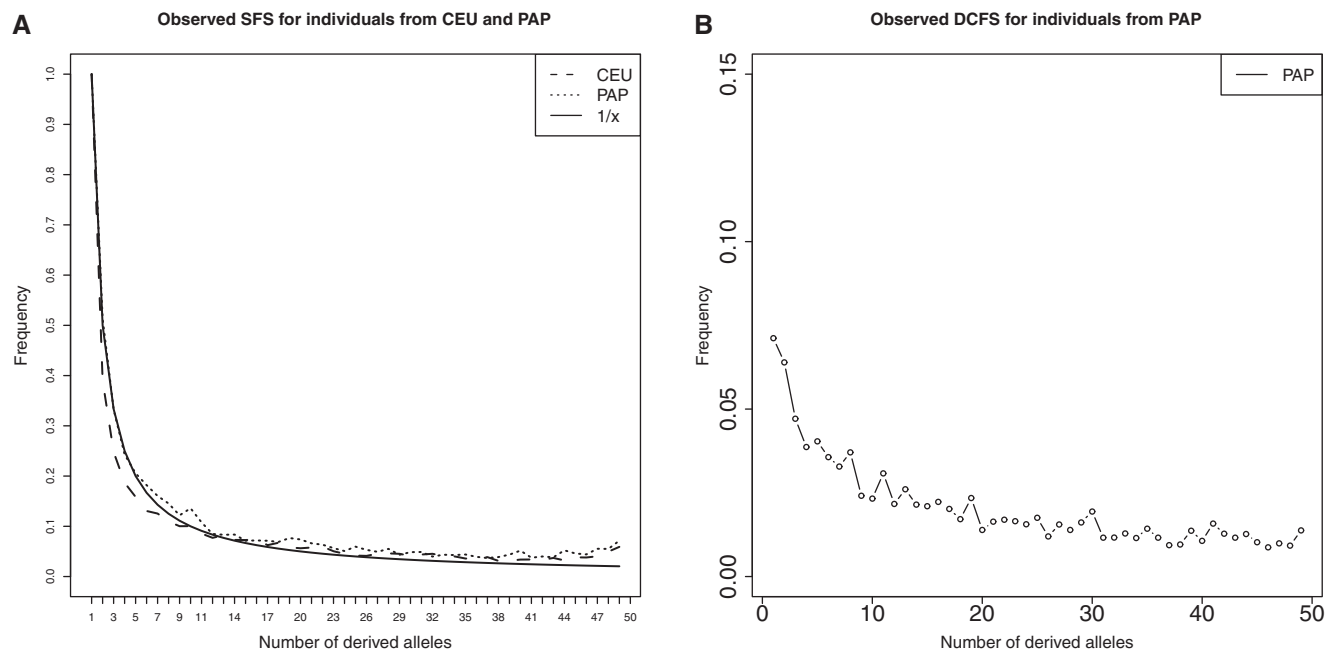 A
Observed SFS for individuals from CEU and PAP
CEU
PAP
1/x
Frequency
1.0
0.9
0.8
0.7
0.6
0.5
0.4
0.3
0.2
0.1
0.0
1 3 5 7 9 11 14 17 20 23 26 29 32 35 38 41 44 47 50
Number of derived alleles
B
Observed DCFS for individuals from PAP
PAP
Frequency
0.15
0.10
0.05
0.00
0 10 20 30 40 50
Number of derived alleles